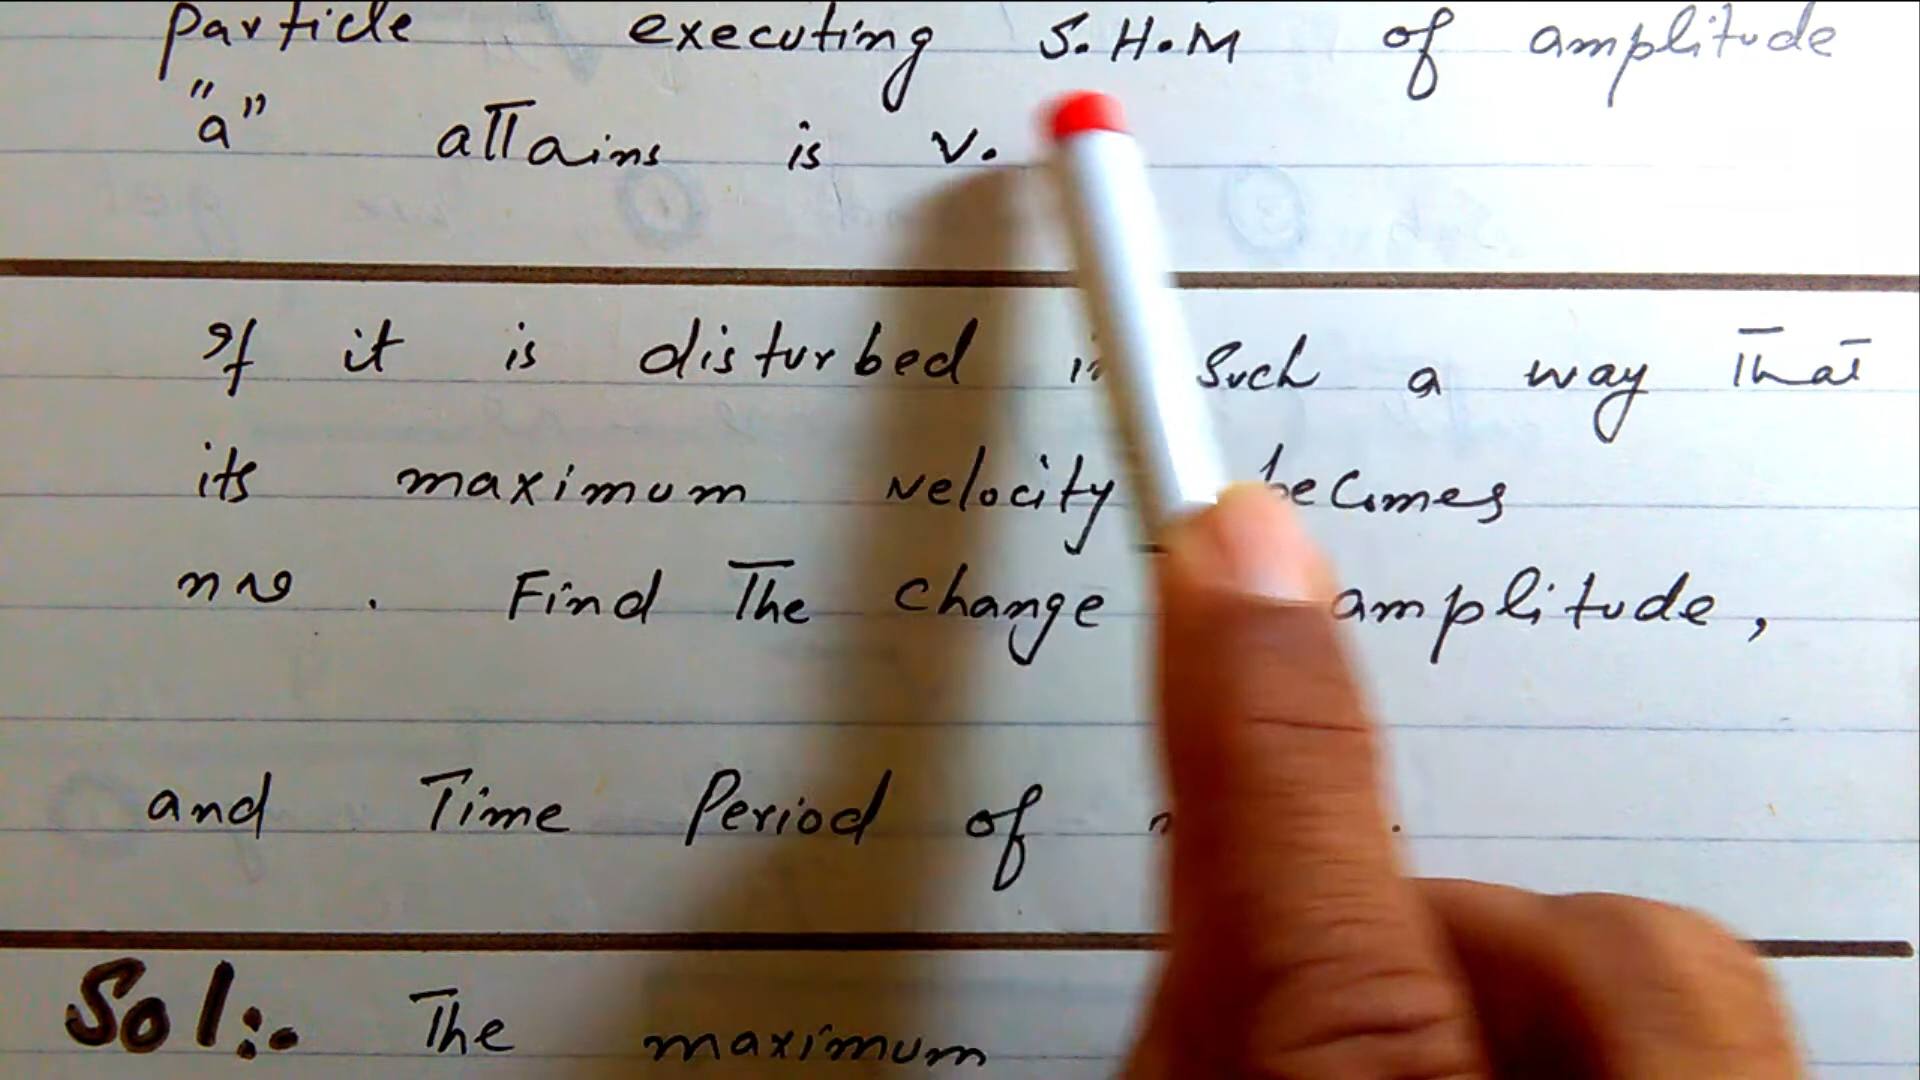 particle executing S.H.M of amplitude
"a" attains is v.
If it is disturbed in such a way that
its maximum velocity becomes
nv. Find The change amplitude,
and Time Period of
Sol:- The maximum